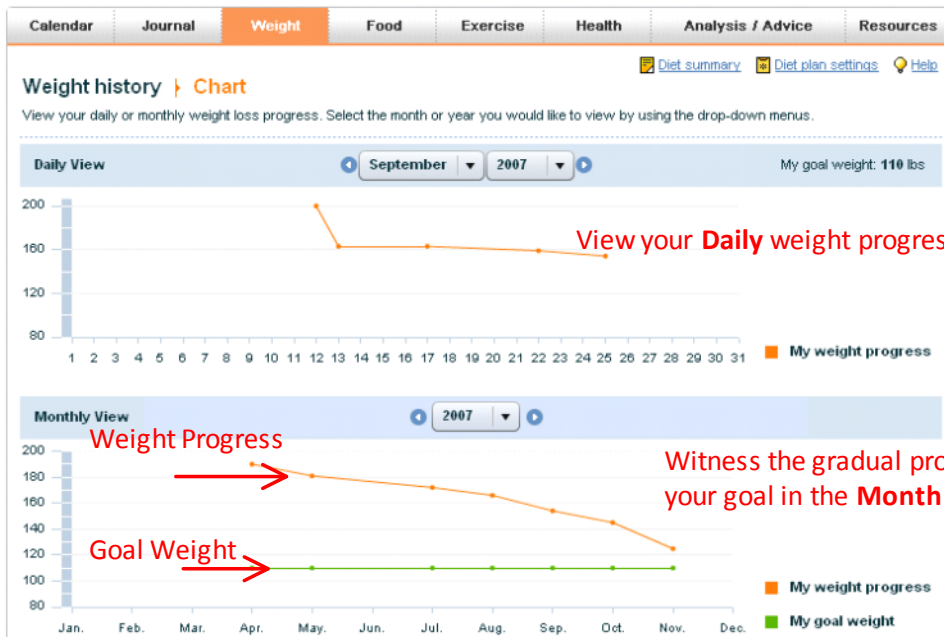 Calendar Journal Weight Food Exercise Health Analysis / Advice Resources
Diet summary Diet plan settings Help
Weight history Chart
View your daily or monthly weight loss progress. Select the month or year you would like to view by using the drop-down menus.
Daily View September 2007 My goal weight: 110 lbs
200
View your Daily weight progres
160
120
80
1 2 3 4 5 6 7 8 9 10 11 12 13 14 15 16 17 18 19 20 21 22 23 24 25 26 27 28 29 30 31
My weight progress
Monthly View 2007
Weight Progress
200
Witness the gradual pro
180
your goal in the Month
160
140
120
Goal Weight
100
My weight progress
80
My goal weight
Jan. Feb. Mar. Apr. May. Jun. Jul. Aug. Sep. Oct. Nov. Dec.